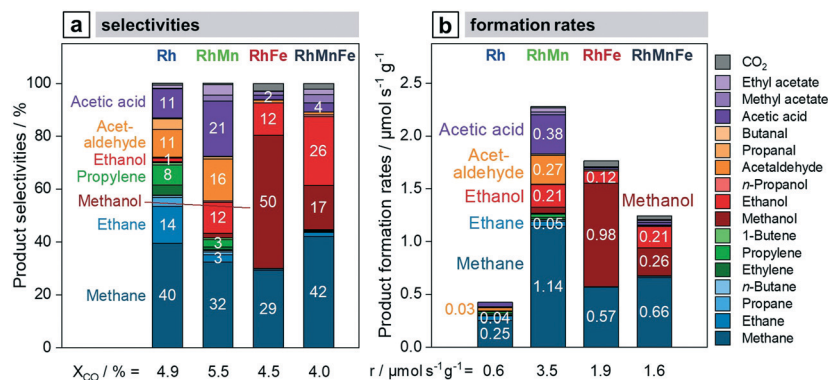 a selectivities
Rh RhMn RhFe RhMnFe
Product selectivities / %
100
80
60
40
20
0
Acetic acid
Acet-
aldehyde
Ethanol
Propylene
Methanol
Ethane
Methane
11
11
1
8
14
40
21
16
12
3
3
32
2
12
50
29
4
26
17
42
X_CO / % = 4.9 5.5 4.5 4.0
b formation rates
Rh RhMn RhFe RhMnFe
Product formation rates / µmol s⁻¹ g⁻¹
2.5
2.0
1.5
1.0
0.5
0.0
Acetic acid
Acet-
aldehyde
Ethanol
Ethane
Methane
Methanol
0.03
0.04
0.25
0.38
0.27
0.21
0.05
1.14
0.12
0.98
0.57
0.21
0.26
0.66
r / µmol s⁻¹g⁻¹ = 0.6 3.5 1.9 1.6
CO₂
Ethyl acetate
Methyl acetate
Acetic acid
Butanal
Propanal
Acetaldehyde
n-Propanol
Ethanol
Methanol
1-Butene
Propylene
Ethylene
n-Butane
Propane
Ethane
Methane